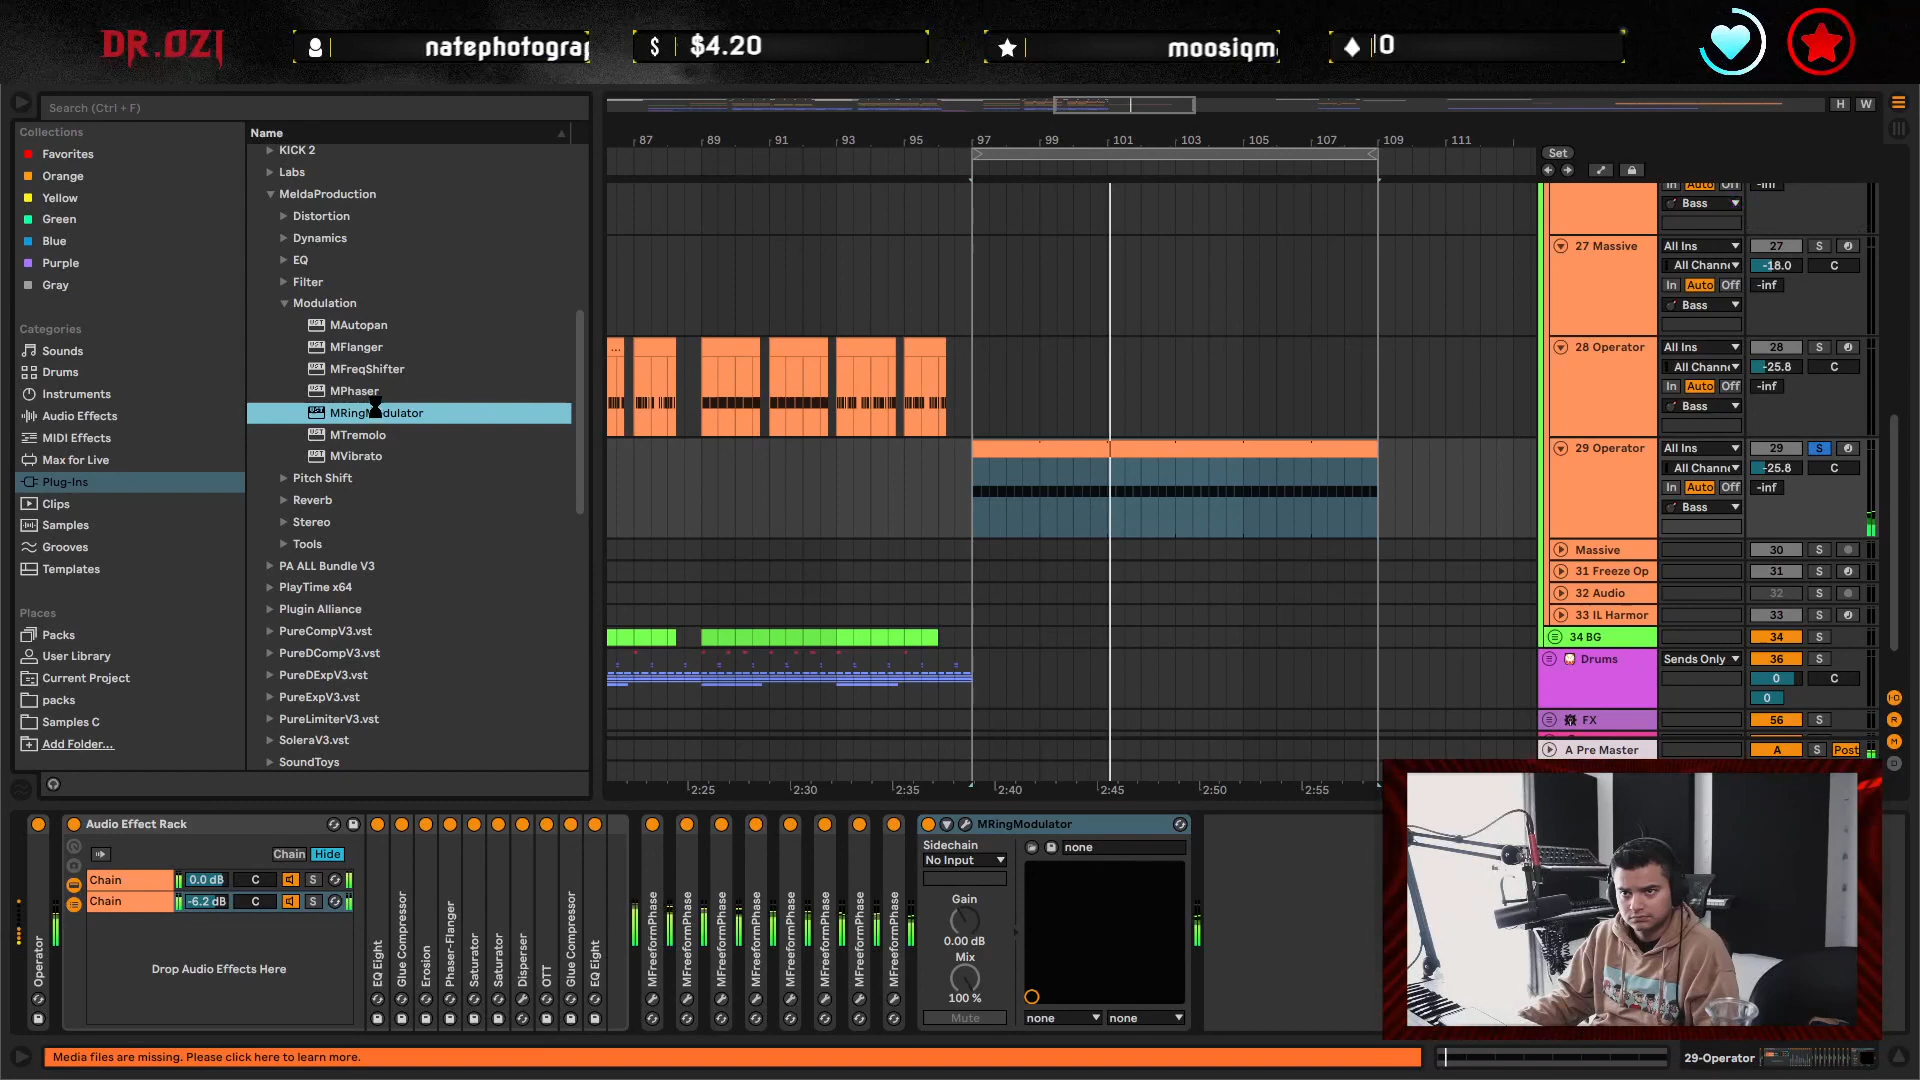 DR.OZI
natephotograp
$ $4.20
moosiqm
0
Search (Ctrl + F)
H W
Collections
Favorites
Orange
Yellow
Green
Blue
Purple
Gray
Categories
Sounds
Drums
Instruments
Audio Effects
MIDI Effects
Max for Live
Plug-Ins
Clips
Samples
Grooves
Templates
Places
Packs
User Library
Current Project
packs
Samples C
Add Folder...
Name
KICK 2
Labs
MeldaProduction
Distortion
Dynamics
EQ
Filter
Modulation
MAutopan
MFlanger
MFreqShifter
MPhaser
MRingModulator
MTremolo
MVibrato
Pitch Shift
Reverb
Stereo
Tools
PA ALL Bundle V3
PlayTime x64
Plugin Alliance
PureCompV3.vst
PureDCompV3.vst
PureDExpV3.vst
PureExpV3.vst
PureLimiterV3.vst
SoleraV3.vst
SoundToys
87 89 91 93 95 97 99 101 103 105 107 109 111
2:25 2:30 2:35 2:40 2:45 2:50 2:55
Set
In Auto Off -inf
Bass
27 Massive All Ins 27 S
All Channe -18.0 C
In Auto Off -inf
Bass
28 Operator All Ins 28 S
All Channe -25.8 C
In Auto Off -inf
Bass
29 Operator All Ins 29 S
All Channe -25.8 C
In Auto Off -inf
Bass
Massive 30 S
31 Freeze Op 31 S
32 Audio 32 S
33 IL Harmor 33 S
34 BG 34 S
Drums Sends Only 36 S
0 C
0
FX 56 S
A Pre Master A S Post
Operator
Audio Effect Rack
Chain Hide
Chain 0.0 dB C S
Chain -6.2 dB C S
Drop Audio Effects Here
EQ Eight
Glue Compressor
Erosion
Phaser-Flanger
Saturator
Saturator
Disperser
OTT
Glue Compressor
EQ Eight
MFreeformPhase
MFreeformPhase
MFreeformPhase
MFreeformPhase
MFreeformPhase
MFreeformPhase
MFreeformPhase
MFreeformPhase
MRingModulator
Sidechain
No Input
Gain
0.00 dB
Mix
100 %
Mute
none
none none
Media files are missing. Please click here to learn more.
29-Operator